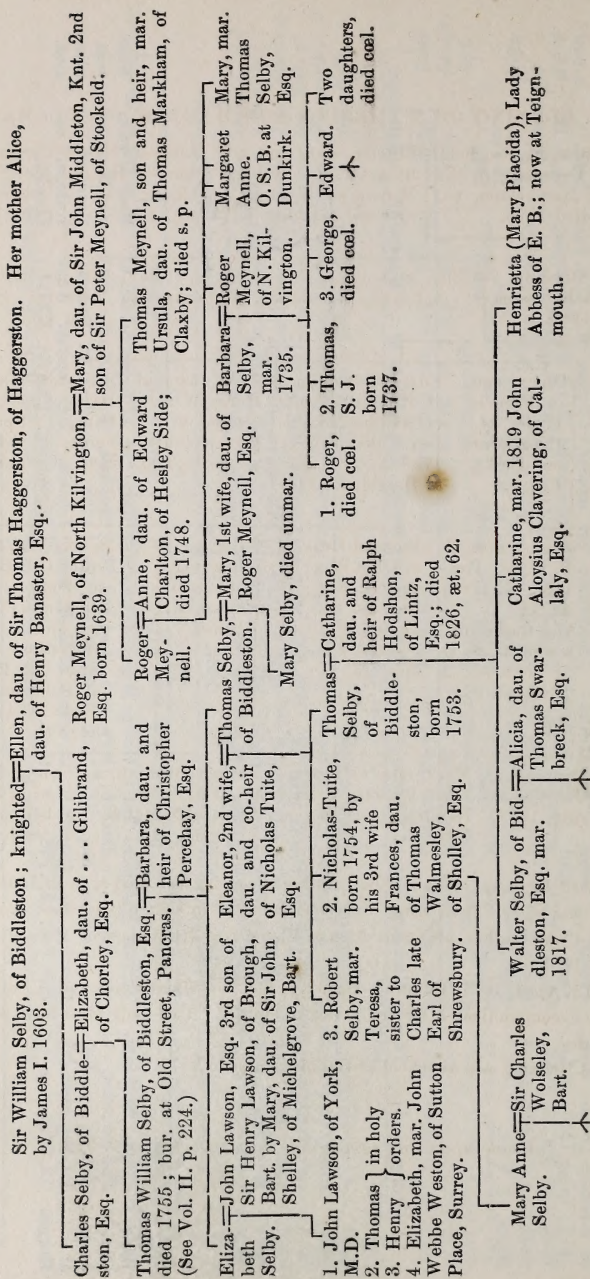 Sir William Selby, of Biddleston; knighted=Ellen, dau. of Sir Thomas Haggerston, of Haggerston. Her mother Alice,
by James I. 1603.
dau. of Henry Banaster, Esq.
Charles Selby, of Biddle-=Elizabeth, dau. of ... Gilibrand,
ston, Esq.
of Chorley, Esq.
Roger Meynell, of North Kilvington,=Mary, dau. of Sir John Middleton, Knt. 2nd
Esq. born 1639.
son of Sir Peter Meynell, of Stockeld.
Thomas William Selby, of Biddleston, Esq.=Barbara, dau. and
died 1755; bur. at Old Street, Pancras.
heir of Christopher
(See Vol. II. p. 224.)
Percehay, Esq.
Roger=Anne, dau. of Edward
Mey-
Charlton, of Hesley Side;
nell.
died 1748.
Thomas Meynell, son and heir, mar.
Ursula, dau. of Thomas Markham, of
Claxby; died s. p.
Eliza-=John Lawson, Esq. 3rd son of
beth
Sir Henry Lawson, of Brough,
Selby.
Bart. by Mary, dau. of Sir John
Shelley, of Michelgrove, Bart.
Eleanor, 2nd wife,=Thomas Selby,=Mary, 1st wife, dau. of
dau. and co-heir
of Biddleston.
Roger Meynell, Esq.
of Nicholas Tuite,
Esq.
Mary Selby, died unmar.
Barbara=Roger
Selby,
Meynell,
mar.
of N. Kil-
1735.
vington.
Margaret
Anne.
O. S. B. at
Dunkirk.
Mary, mar.
Thomas
Selby,
Esq.
1. John Lawson, of York,
M.D.
2. Thomas } in holy
3. Henry } orders.
4. Elizabeth, mar. John
Webbe Weston, of Sutton
Place, Surrey.
3. Robert
Selby, mar.
Teresa,
sister to
Charles late
Earl of
Shrewsbury.
2. Nicholas-Tuite,
born 1754, by
his 3rd wife
Frances, dau.
of Thomas
Walmesley,
of Sholley, Esq.
Thomas=Catharine,
Selby,
dau. and
of
heir of Ralph
Biddle-
Hodshon,
ston,
of Lintz,
born
Esq.; died
1753.
1826, æt. 62.
1. Roger,
died cœl.
2. Thomas,
S. J.
born
1737.
3. George,
died cœl.
Edward.
Two
daughters,
died cœl.
Mary Anne=Sir Charles
Selby.
Wolseley,
Bart.
Walter Selby, of Bid-=Alicia, dau. of
dleston, Esq. mar.
Thomas Swar-
1817.
breck, Esq.
Catharine, mar. 1819 John
Aloysius Clavering, of Cal-
laly, Esq.
Henrietta (Mary Placida), Lady
Abbess of E. B.; now at Teign-
mouth.